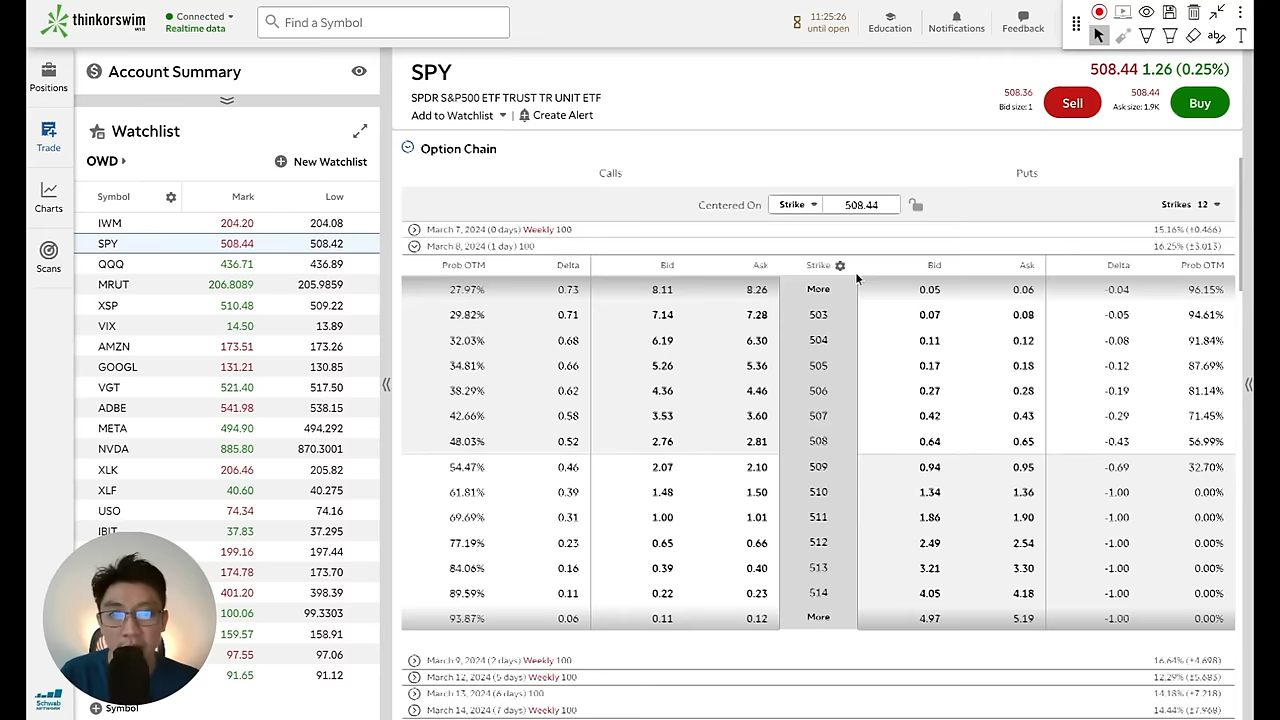 thinkorswim
WEB
Connected
Realtime data
Find a Symbol
11:25:26
until open
Education
Notifications
Feedback
Positions
Trade
Charts
Scans
Account Summary
Watchlist
OWD
New Watchlist
Symbol Mark Low
IWM 204.20 204.08
SPY 508.44 508.42
QQQ 436.71 436.89
MRUT 206.8089 205.9859
XSP 510.48 509.22
VIX 14.50 13.89
AMZN 173.51 173.26
GOOGL 131.21 130.85
VGT 521.40 517.50
ADBE 541.98 538.15
META 494.90 494.292
NVDA 885.80 870.3001
XLK 206.46 205.82
XLF 40.60 40.275
USO 74.34 74.16
IBIT 37.83 37.295
199.16 197.44
174.78 173.70
401.20 398.39
100.06 99.3303
159.57 158.91
97.55 97.06
91.65 91.12
Symbol
Schwab
NETWORK
SPY
SPDR S&P500 ETF TRUST TR UNIT ETF
Add to Watchlist | Create Alert
508.44 1.26 (0.25%)
508.36
Bid size: 1
Sell
508.44
Ask size: 1.9K
Buy
Option Chain
Calls Puts
Centered On Strike 508.44 Strikes 12
March 7, 2024 (0 days) Weekly 100 15.16% (±0.466)
March 8, 2024 (1 day) 100 16.25% (±3.013)
Prob OTM Delta Bid Ask Strike Bid Ask Delta Prob OTM
27.97% 0.73 8.11 8.26 More 0.05 0.06 -0.04 96.15%
29.82% 0.71 7.14 7.28 503 0.07 0.08 -0.05 94.61%
32.03% 0.68 6.19 6.30 504 0.11 0.12 -0.08 91.84%
34.81% 0.66 5.26 5.36 505 0.17 0.18 -0.12 87.69%
38.29% 0.62 4.36 4.46 506 0.27 0.28 -0.19 81.14%
42.66% 0.58 3.53 3.60 507 0.42 0.43 -0.29 71.45%
48.03% 0.52 2.76 2.81 508 0.64 0.65 -0.43 56.99%
54.47% 0.46 2.07 2.10 509 0.94 0.95 -0.69 32.70%
61.81% 0.39 1.48 1.50 510 1.34 1.36 -1.00 0.00%
69.69% 0.31 1.00 1.01 511 1.86 1.90 -1.00 0.00%
77.19% 0.23 0.65 0.66 512 2.49 2.54 -1.00 0.00%
84.06% 0.16 0.39 0.40 513 3.21 3.30 -1.00 0.00%
89.59% 0.11 0.22 0.23 514 4.05 4.18 -1.00 0.00%
93.87% 0.06 0.11 0.12 More 4.97 5.19 -1.00 0.00%
March 9, 2024 (2 days) Weekly 100 16.64% (±4.698)
March 12, 2024 (5 days) Weekly 100 12.29% (±5.683)
March 13, 2024 (6 days) 100 14.18% (±7.218)
March 14, 2024 (7 days) Weekly 100 14.44% (±7.968)